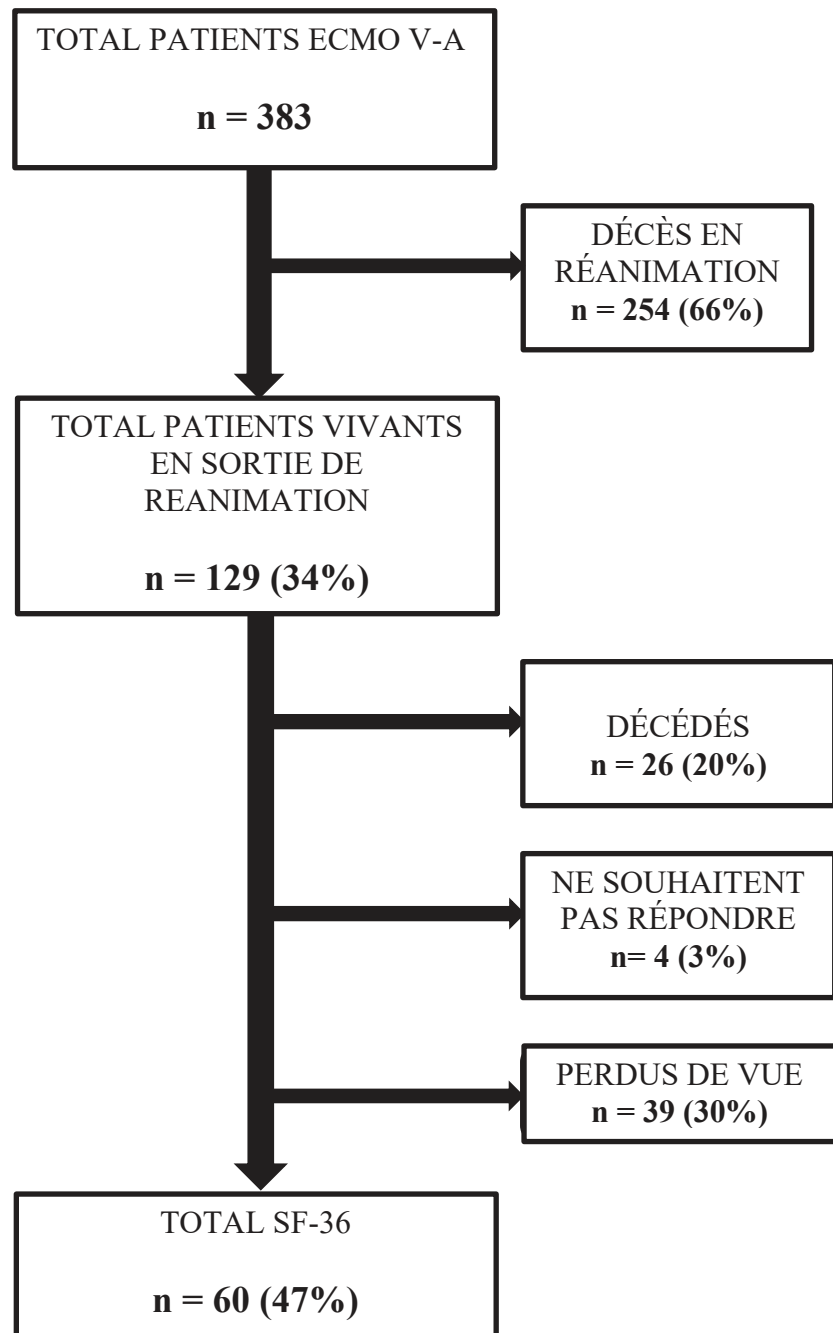 TOTAL PATIENTS ECMO V-A
n = 383
DÉCÈS EN
RÉANIMATION
n = 254 (66%)
TOTAL PATIENTS VIVANTS
EN SORTIE DE
REANIMATION
n = 129 (34%)
DÉCÉDÉS
n = 26 (20%)
NE SOUHAITENT
PAS RÉPONDRE
n= 4 (3%)
PERDUS DE VUE
n = 39 (30%)
TOTAL SF-36
n = 60 (47%)